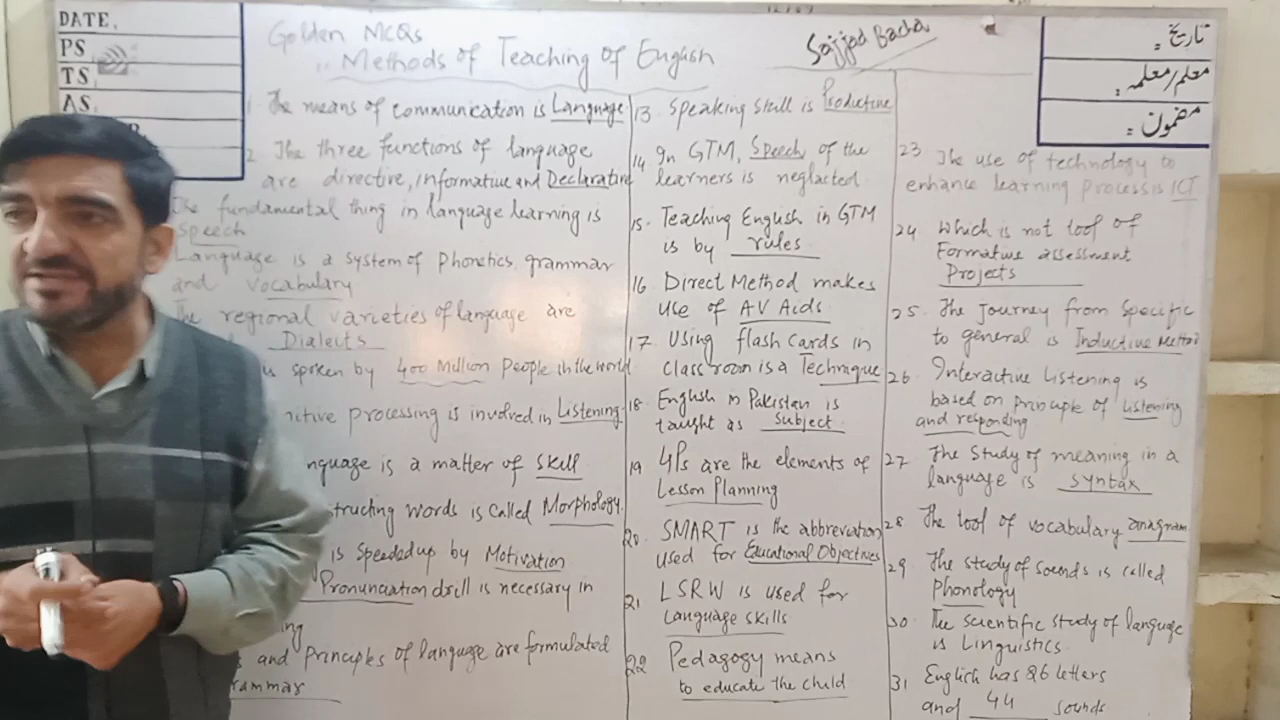 DATE.
PS
TS
AS.
Golden MCQs
Methods of Teaching of English
Sajjad Bacha
تاریخ :
معلم/معلمہ :
مضمون :
1. The means of communication is Language
2. The three functions of language
are directive, informative and Declarative
The fundamental thing in language learning is
Speech
Language is a system of Phonetics, grammar
and vocabulary
The regional varieties of language are
Dialects
is spoken by 400 Million People in the world
nitive processing is involved in Listening.
nguage is a matter of Skill
tructing words is called Morphology.
is Speeded up by Motivation
Pronunciation drill is necessary in
ing
and Principles of language are formulated
rammar
13. Speaking skill is Productive
14. In GTM, Speech of the
learners is neglacted
15. Teaching English in GTM
is by rules
16 Direct Method makes
use of AV Aids
17. Using flash Cards in
classroom is a Technique
18. English in Pakistan is
taught as Subject
19 4Ps are the elements of
Lesson Planning
20. SMART is the abbreviation
used for Educational Objectives
21. LSRW is used for
Language skills
22 Pedagogy means
to educate the child
23 The use of technology to
enhance learning process is ICT
24 Which is not tool of
Formative assessment
Projects
25. The Journey from Specific
to general is Inductive Method
26 Interactive Listening is
based on principle of listening
and responding
27 The Study of meaning in a
language is syntax
28 The tool of vocabulary anagram
29 The study of sounds is called
Phonology
30 The scientific study of language
is Linguistics.
31 English has 26 letters
and 44 sounds